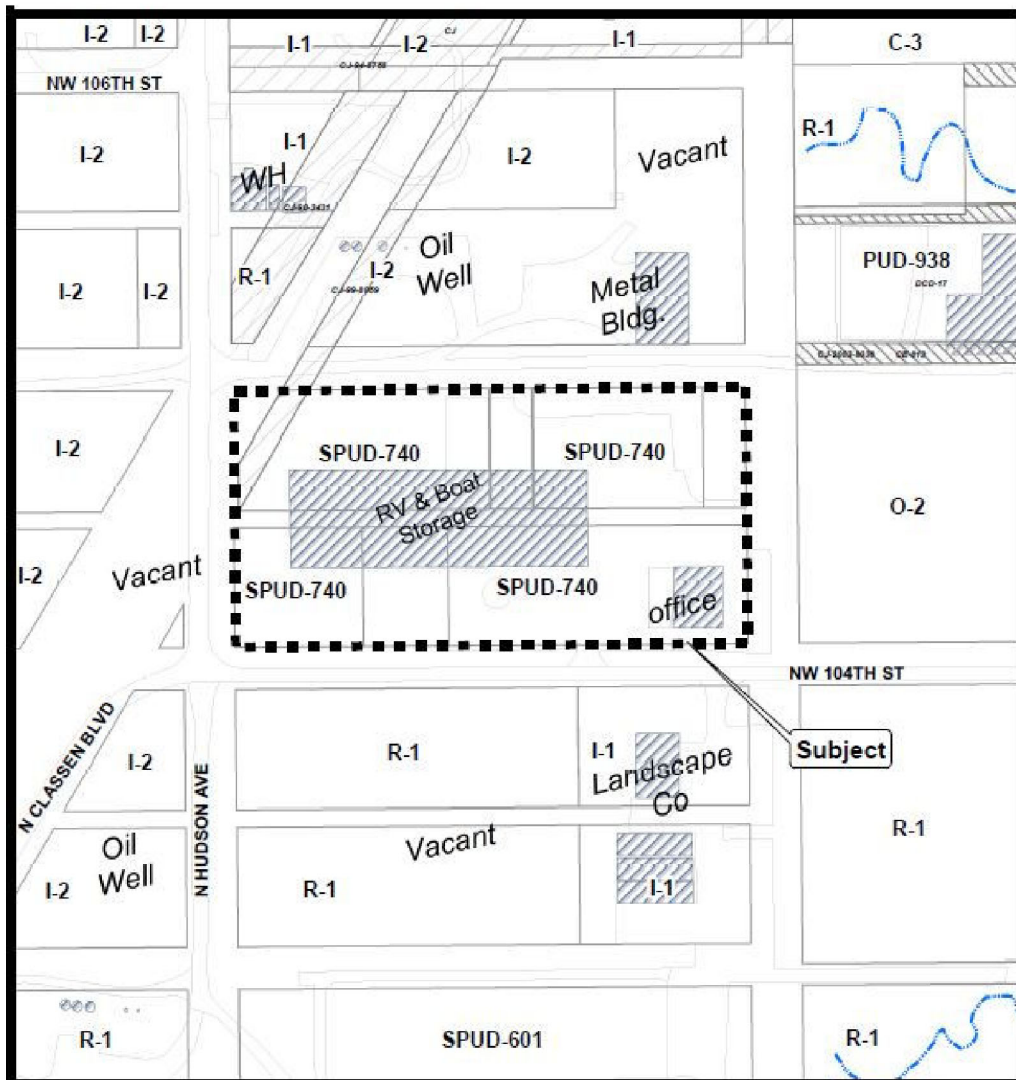 I-2
I-2
I-1
I-2
CJ
I-1
C-3
NW 106TH ST
I-2
I-1
WH
I-2
Vacant
R-1
I-2
I-2
R-1
I-2
Oil
Well
Metal
Bldg.
PUD-938
I-2
SPUD-740
SPUD-740
RV & Boat
Storage
O-2
I-2
Vacant
SPUD-740
SPUD-740
office
NW 104TH ST
N CLASSEN BLVD
I-2
N HUDSON AVE
R-1
I-1
Landscape
Co
Subject
Oil
Well
I-2
Vacant
R-1
I-1
R-1
R-1
SPUD-601
R-1